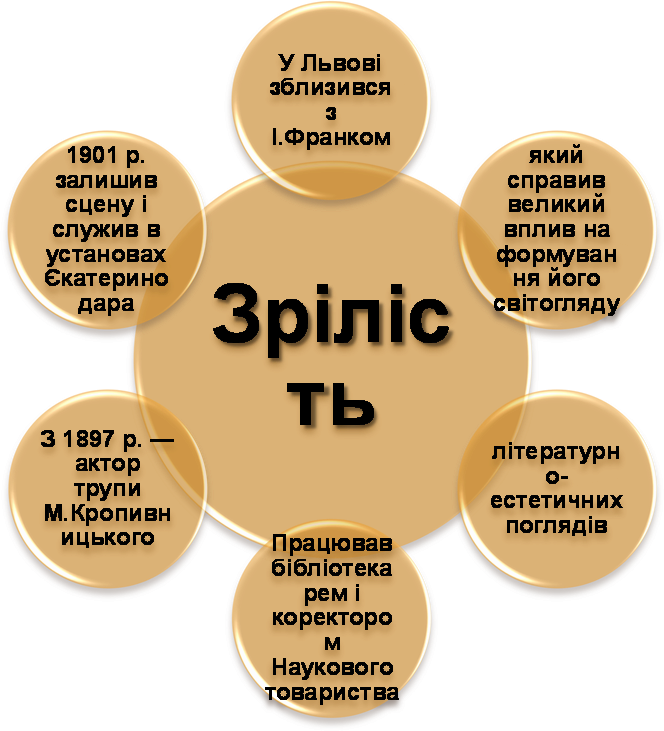 У Львові
зблизився
з
І.Франком
який
справив
великий
вплив на
формуван
ня його
світогляду
літературн
о-
естетичних
поглядів
Працював
бібліотека
рем і
коректоро
м
Наукового
товариства
З 1897 р. —
актор
трупи
М.Кропивн
ицького
1901 р.
залишив
сцену і
служив в
установах
Єкатерино
дара
Зріліс
ть